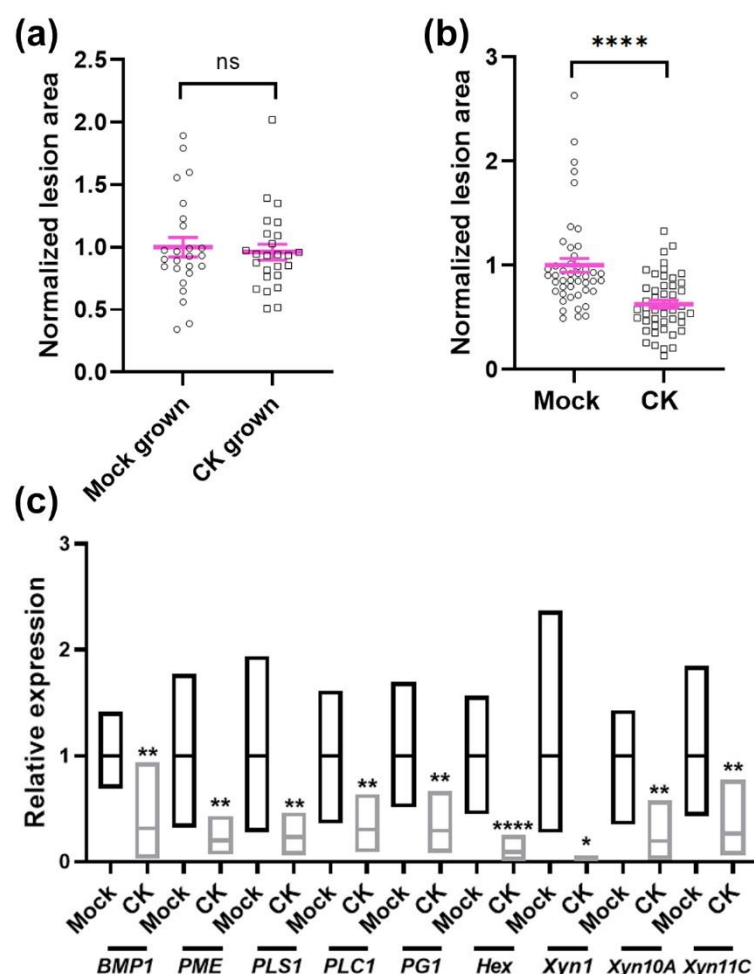 (a)
Normalized lesion area
2.5
2.0
1.5
1.0
0.5
0.0
ns
Mock grown
CK grown
(b)
Normalized lesion area
3
2
1
0
****
Mock
CK
(c)
Relative expression
3
2
1
0
** ** ** ** ** **** * ** **
Mock CK Mock CK Mock CK Mock CK Mock CK Mock CK Mock CK Mock CK Mock CK
BMP1 PME PLS1 PLC1 PG1 Hex Xyn1 Xyn10A Xyn11C